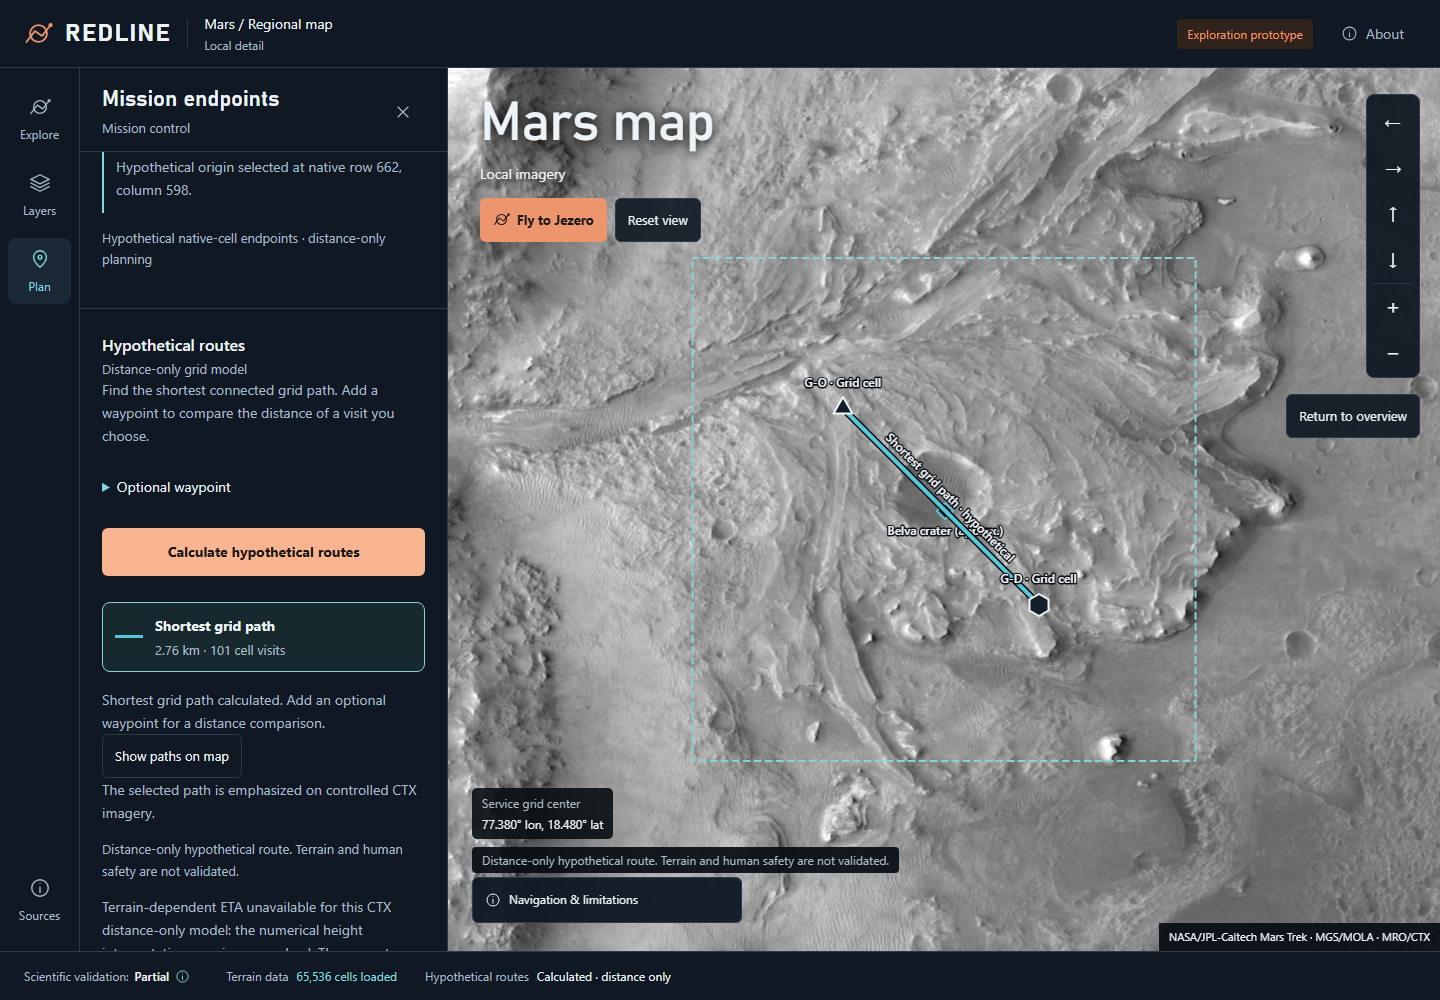 REDLINE
Mars / Regional map
Local detail
Exploration prototype
About
Explore
Layers
Plan
Sources
Mission endpoints
Mission control
Hypothetical origin selected at native row 662,
column 598.
Hypothetical native-cell endpoints · distance-only
planning
Hypothetical routes
Distance-only grid model
Find the shortest connected grid path. Add a
waypoint to compare the distance of a visit you
choose.
Optional waypoint
Calculate hypothetical routes
Shortest grid path
2.76 km · 101 cell visits
Shortest grid path calculated. Add an optional
waypoint for a distance comparison.
Show paths on map
The selected path is emphasized on controlled CTX
imagery.
Distance-only hypothetical route. Terrain and human
safety are not validated.
Terrain-dependent ETA unavailable for this CTX
distance-only model: the numerical height
Mars map
Local imagery
Fly to Jezero
Reset view
Return to overview
G-O · Grid cell
Shortest grid path · hypothetical
Belva crater
G-D · Grid cell
Service grid center
77.380° lon, 18.480° lat
Distance-only hypothetical route. Terrain and human safety are not validated.
Navigation & limitations
NASA/JPL-Caltech Mars Trek · MGS/MOLA · MRO/CTX
Scientific validation: Partial
Terrain data 65,536 cells loaded
Hypothetical routes Calculated · distance only